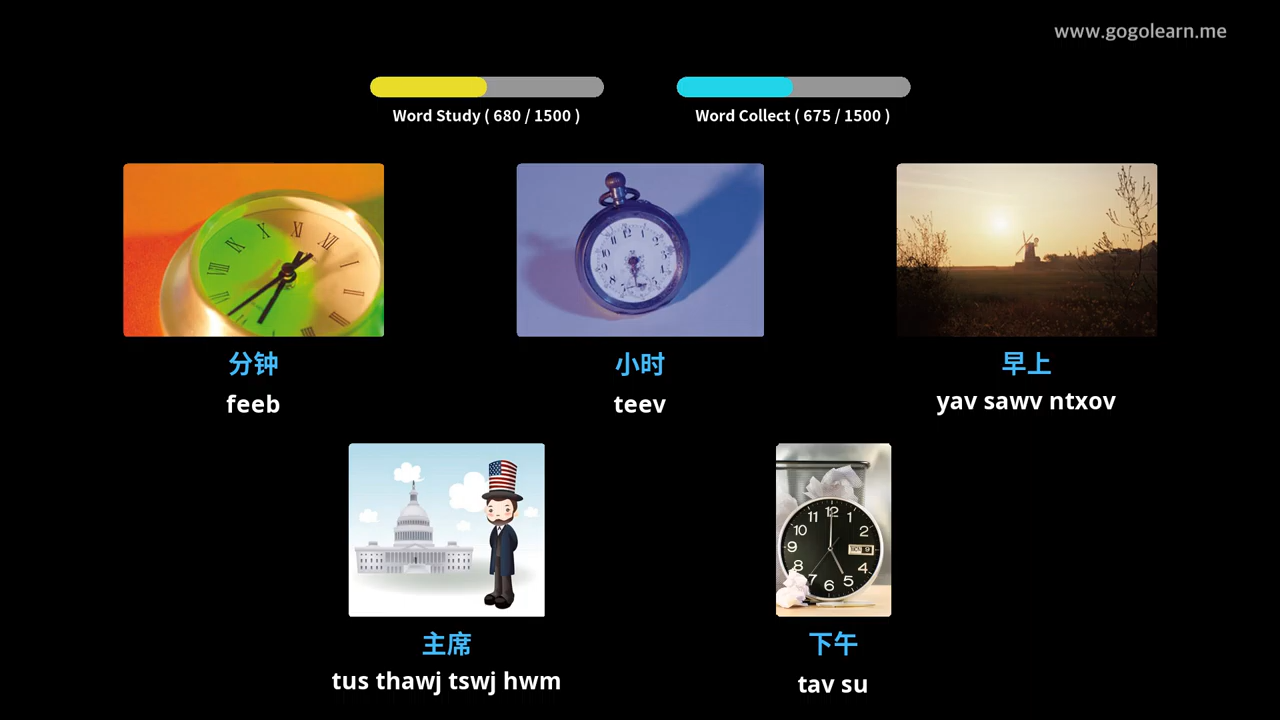 www.gogolearn.me
Word Study ( 680 / 1500 )
Word Collect ( 675 / 1500 )
分钟
feeb
小时
teev
早上
yav sawv ntxov
主席
tus thawj tswj hwm
下午
tav su